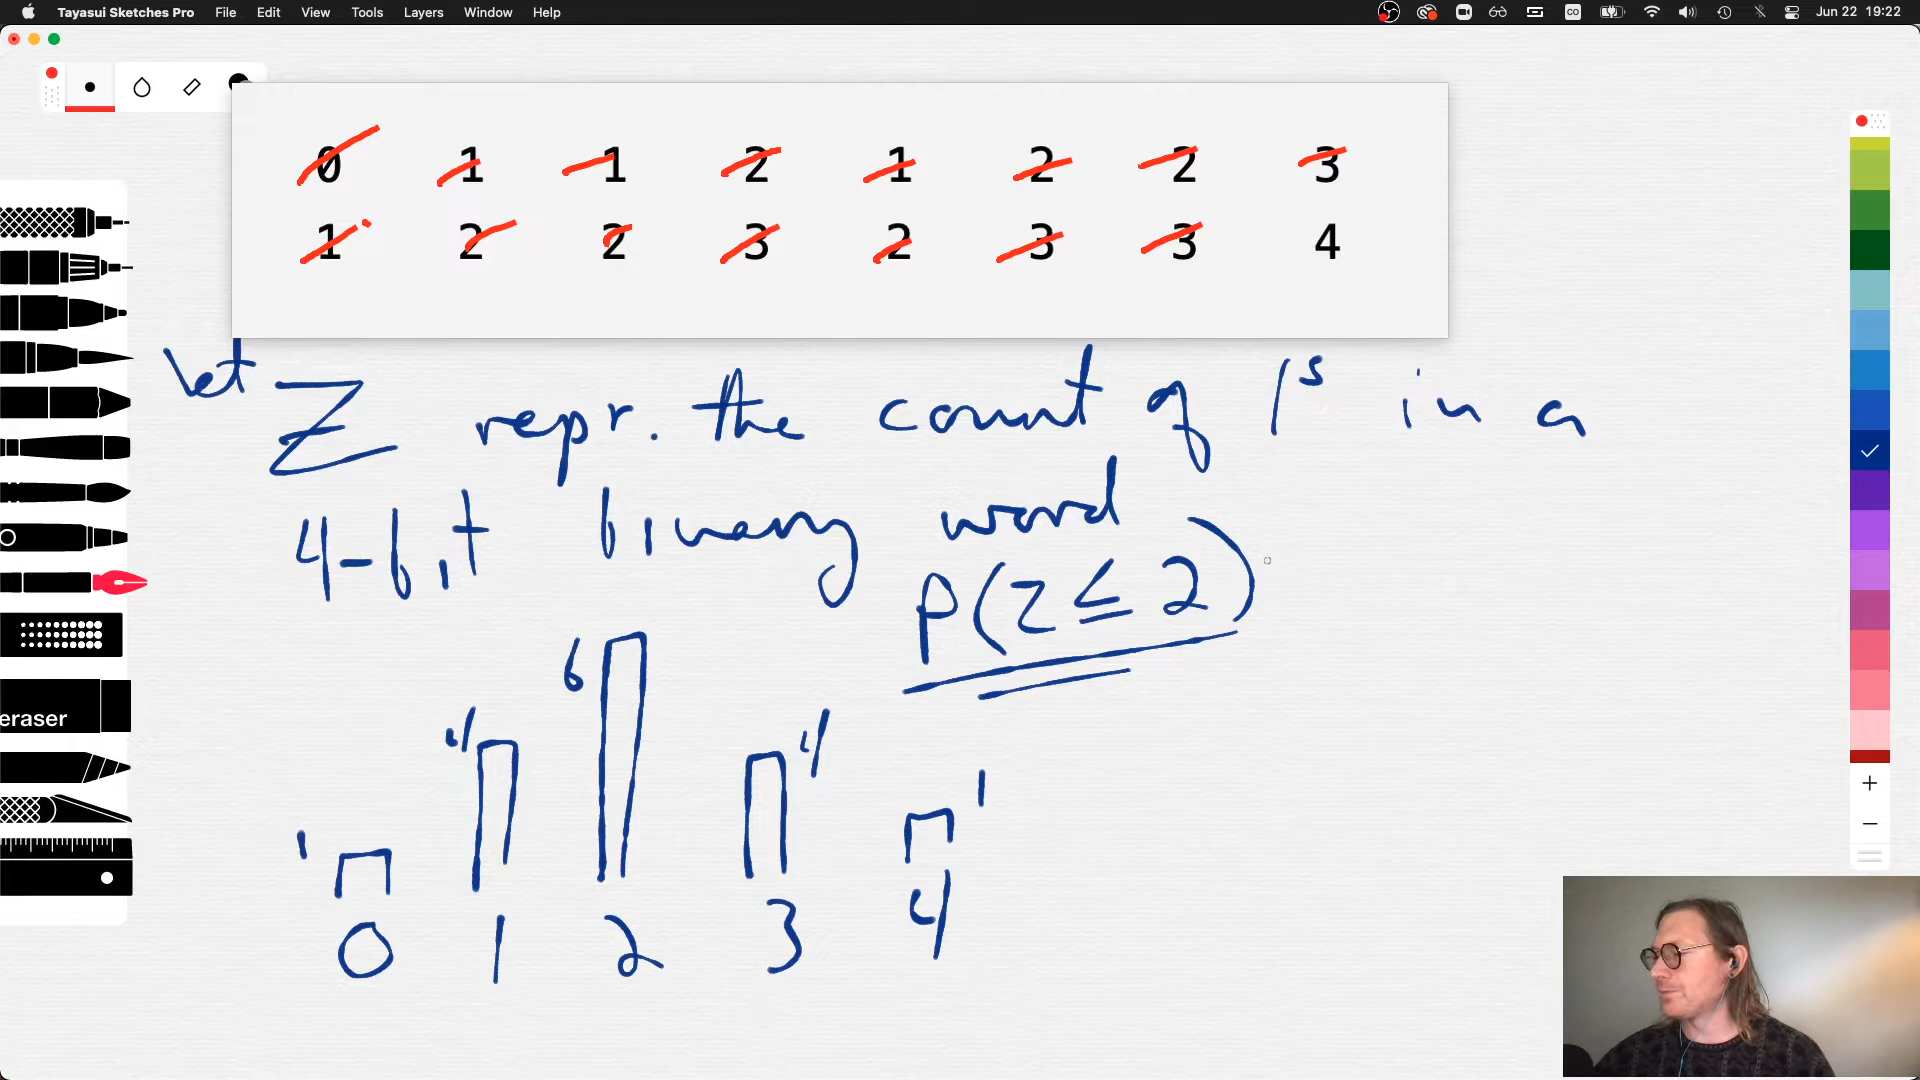 Tayasui Sketches Pro File Edit View Tools Layers Window Help Jun 22 19:22
0 1 1 2 1 2 2 3
1 2 2 3 2 3 3 4
let Z repr. the count of 1s in a
4-bit binary word
P(Z ≤ 2)
1 4 6 4 1
0 1 2 3 4
eraser